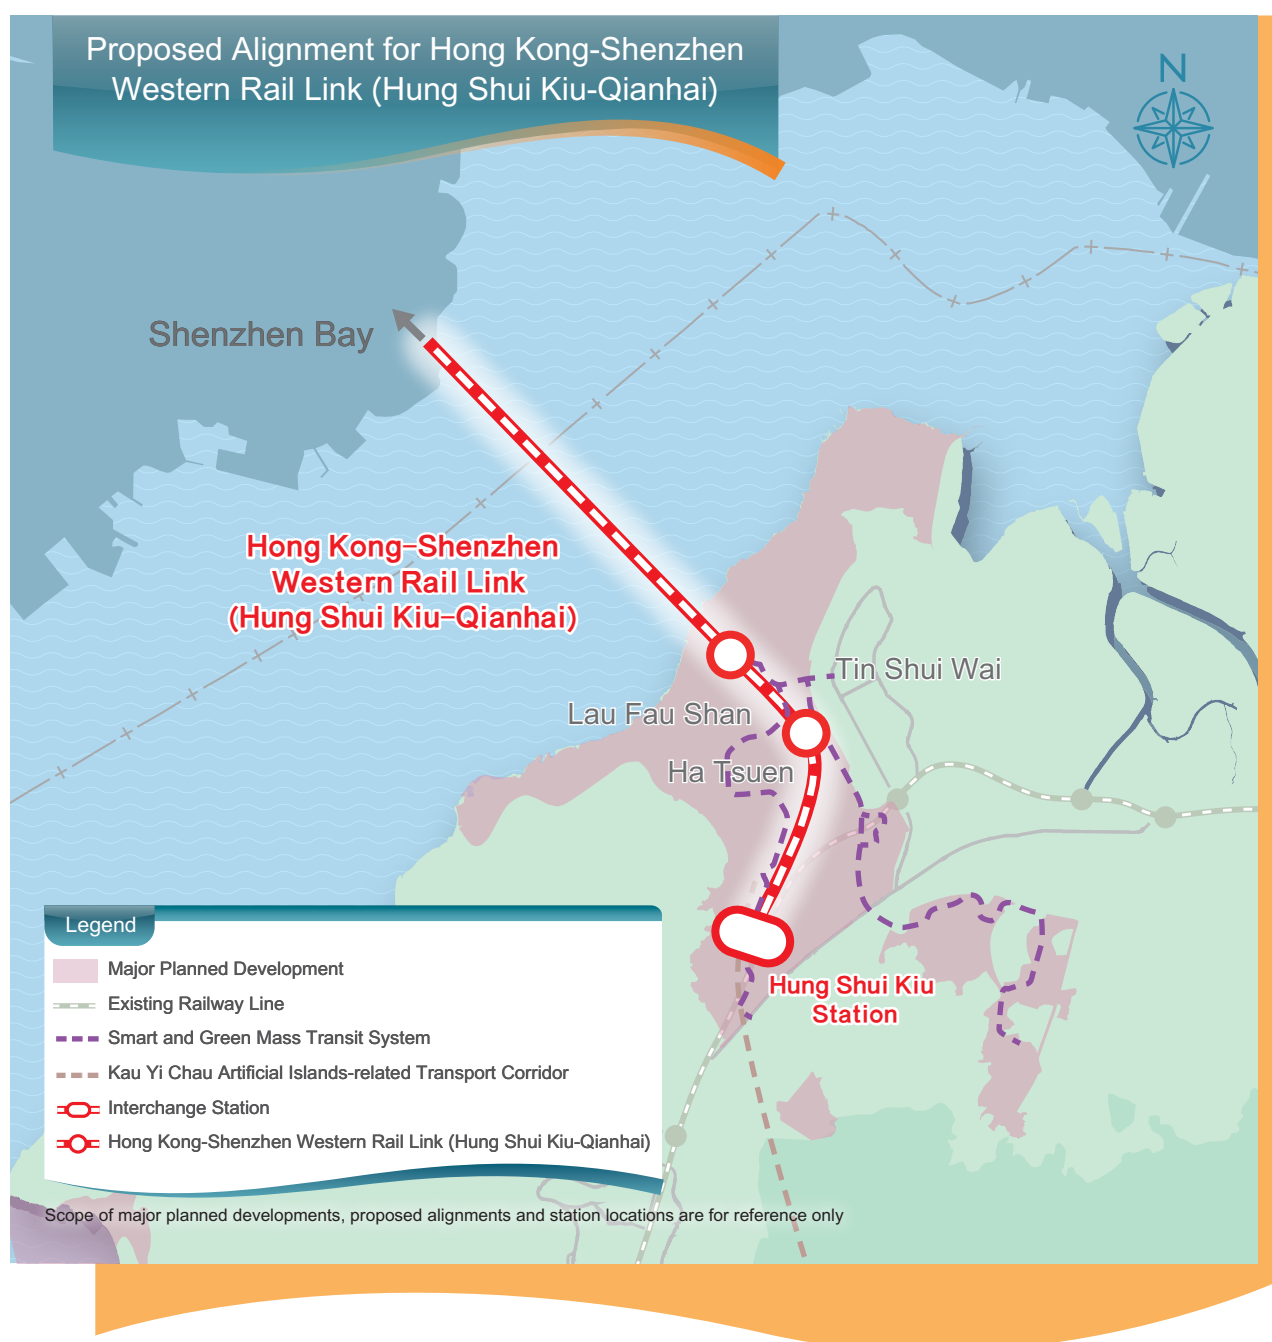 Proposed Alignment for Hong Kong-Shenzhen
Western Rail Link (Hung Shui Kiu-Qianhai)
N
Shenzhen Bay
Hong Kong-Shenzhen
Western Rail Link
(Hung Shui Kiu-Qianhai)
Tin Shui Wai
Lau Fau Shan
Ha Tsuen
Hung Shui Kiu
Station
Legend
Major Planned Development
Existing Railway Line
Smart and Green Mass Transit System
Kau Yi Chau Artificial Islands-related Transport Corridor
Interchange Station
Hong Kong-Shenzhen Western Rail Link (Hung Shui Kiu-Qianhai)
Scope of major planned developments, proposed alignments and station locations are for reference only